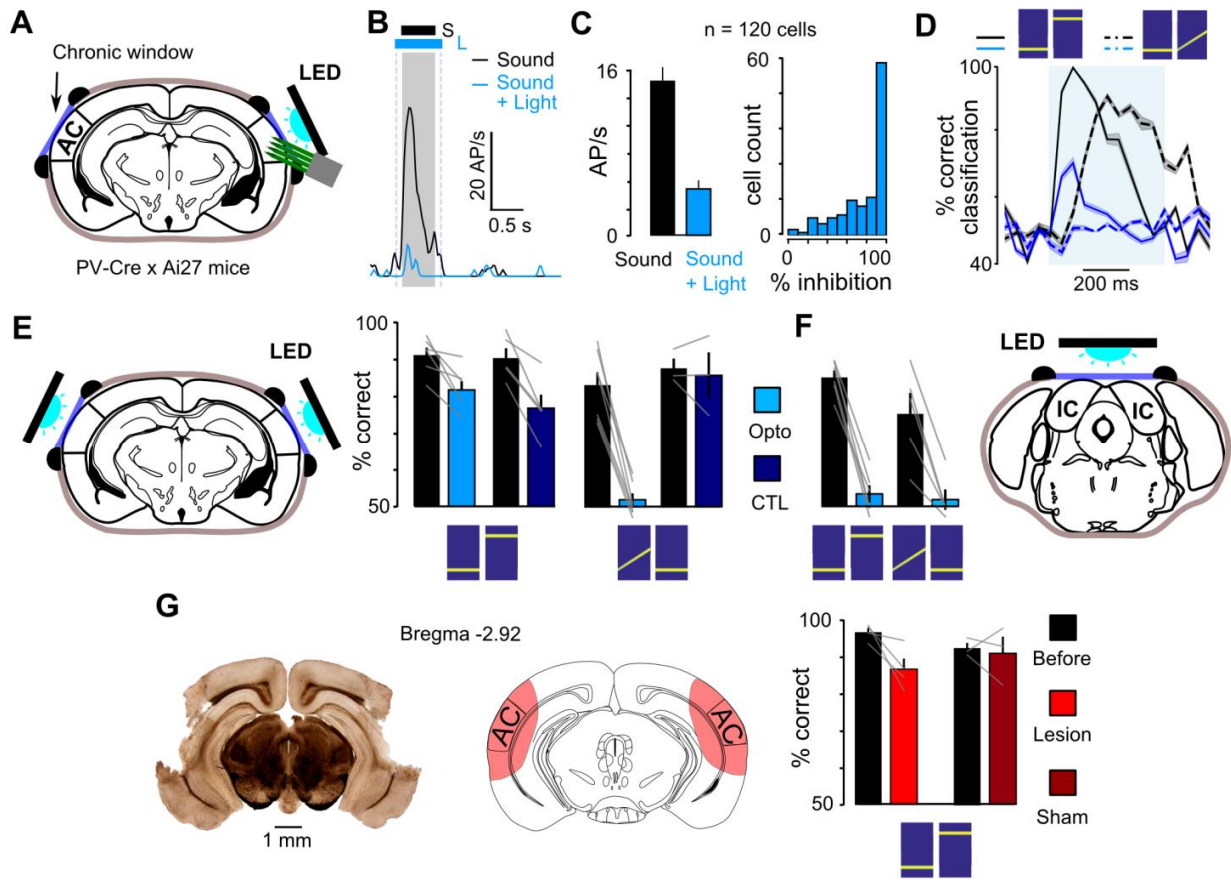 A
Chronic window
LED
AC
PV-Cre x Ai27 mice
B
S
L
Sound
Sound
+ Light
20 AP/s
0.5 s
C
n = 120 cells
16
AP/s
0
Sound
Sound
+ Light
60
cell count
0
0
100
% inhibition
D
100
% correct
classification
40
200 ms
E
LED
100
% correct
50
Opto
CTL
F
LED
IC
IC
G
Bregma -2.92
1 mm
AC
AC
100
% correct
50
Before
Lesion
Sham